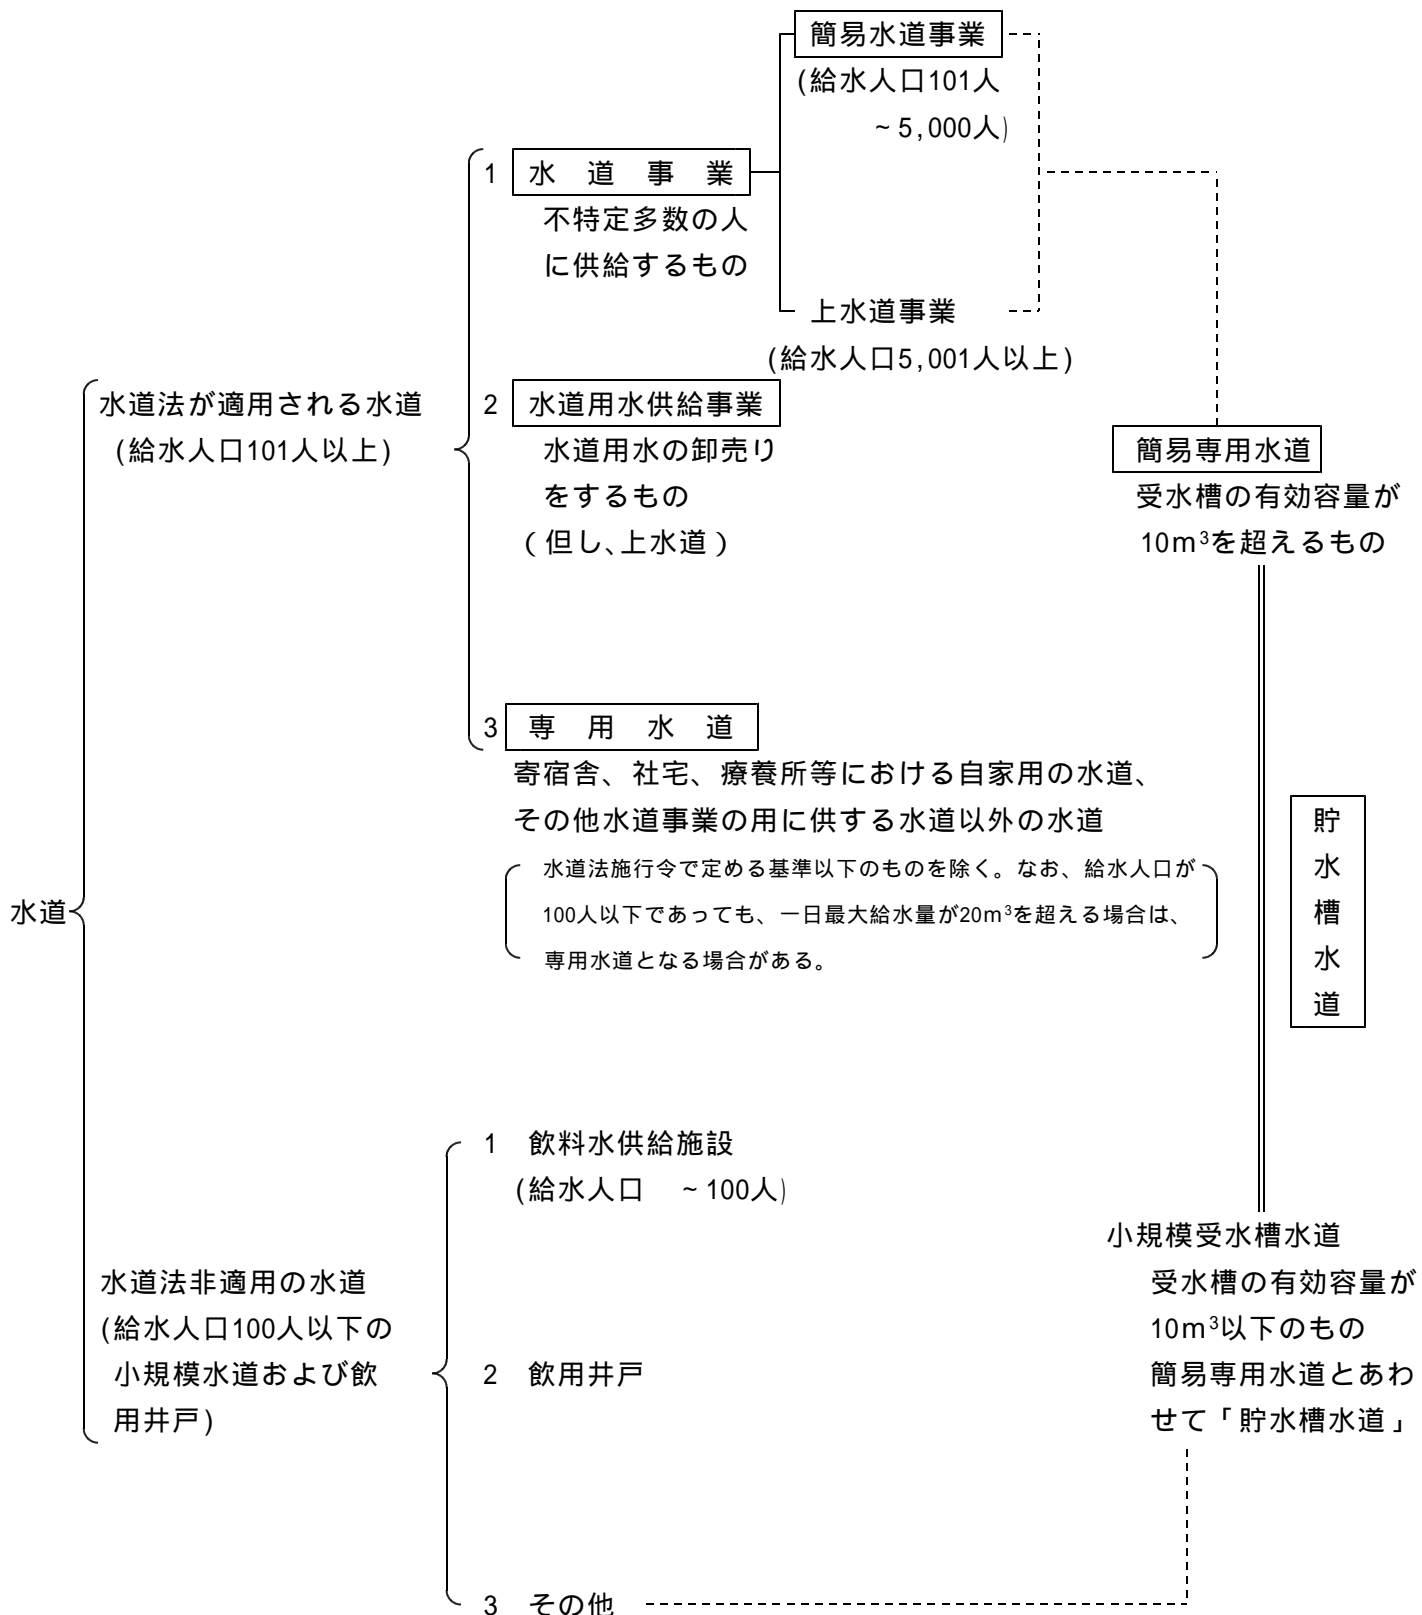 簡易水道事業
(給水人口101人
~5,000人)
1 水道事業
不特定多数の人
に供給するもの
上水道事業
(給水人口5,001人以上)
水道法が適用される水道
(給水人口101人以上)
2 水道用水供給事業
水道用水の卸売り
をするもの
(但し、上水道)
簡易専用水道
受水槽の有効容量が
10m³を超えるもの
3 専用水道
寄宿舎、社宅、療養所等における自家用の水道、
その他水道事業の用に供する水道以外の水道
水道法施行令で定める基準以下のものを除く。なお、給水人口が
100人以下であっても、一日最大給水量が20m³を超える場合は、
専用水道となる場合がある。
水道
貯水槽水道
1 飲料水供給施設
(給水人口 ~100人)
水道法非適用の水道
(給水人口100人以下の
小規模水道および飲
用井戸)
2 飲用井戸
小規模受水槽水道
受水槽の有効容量が
10m³以下のもの
簡易専用水道とあわ
せて「貯水槽水道」
3 その他